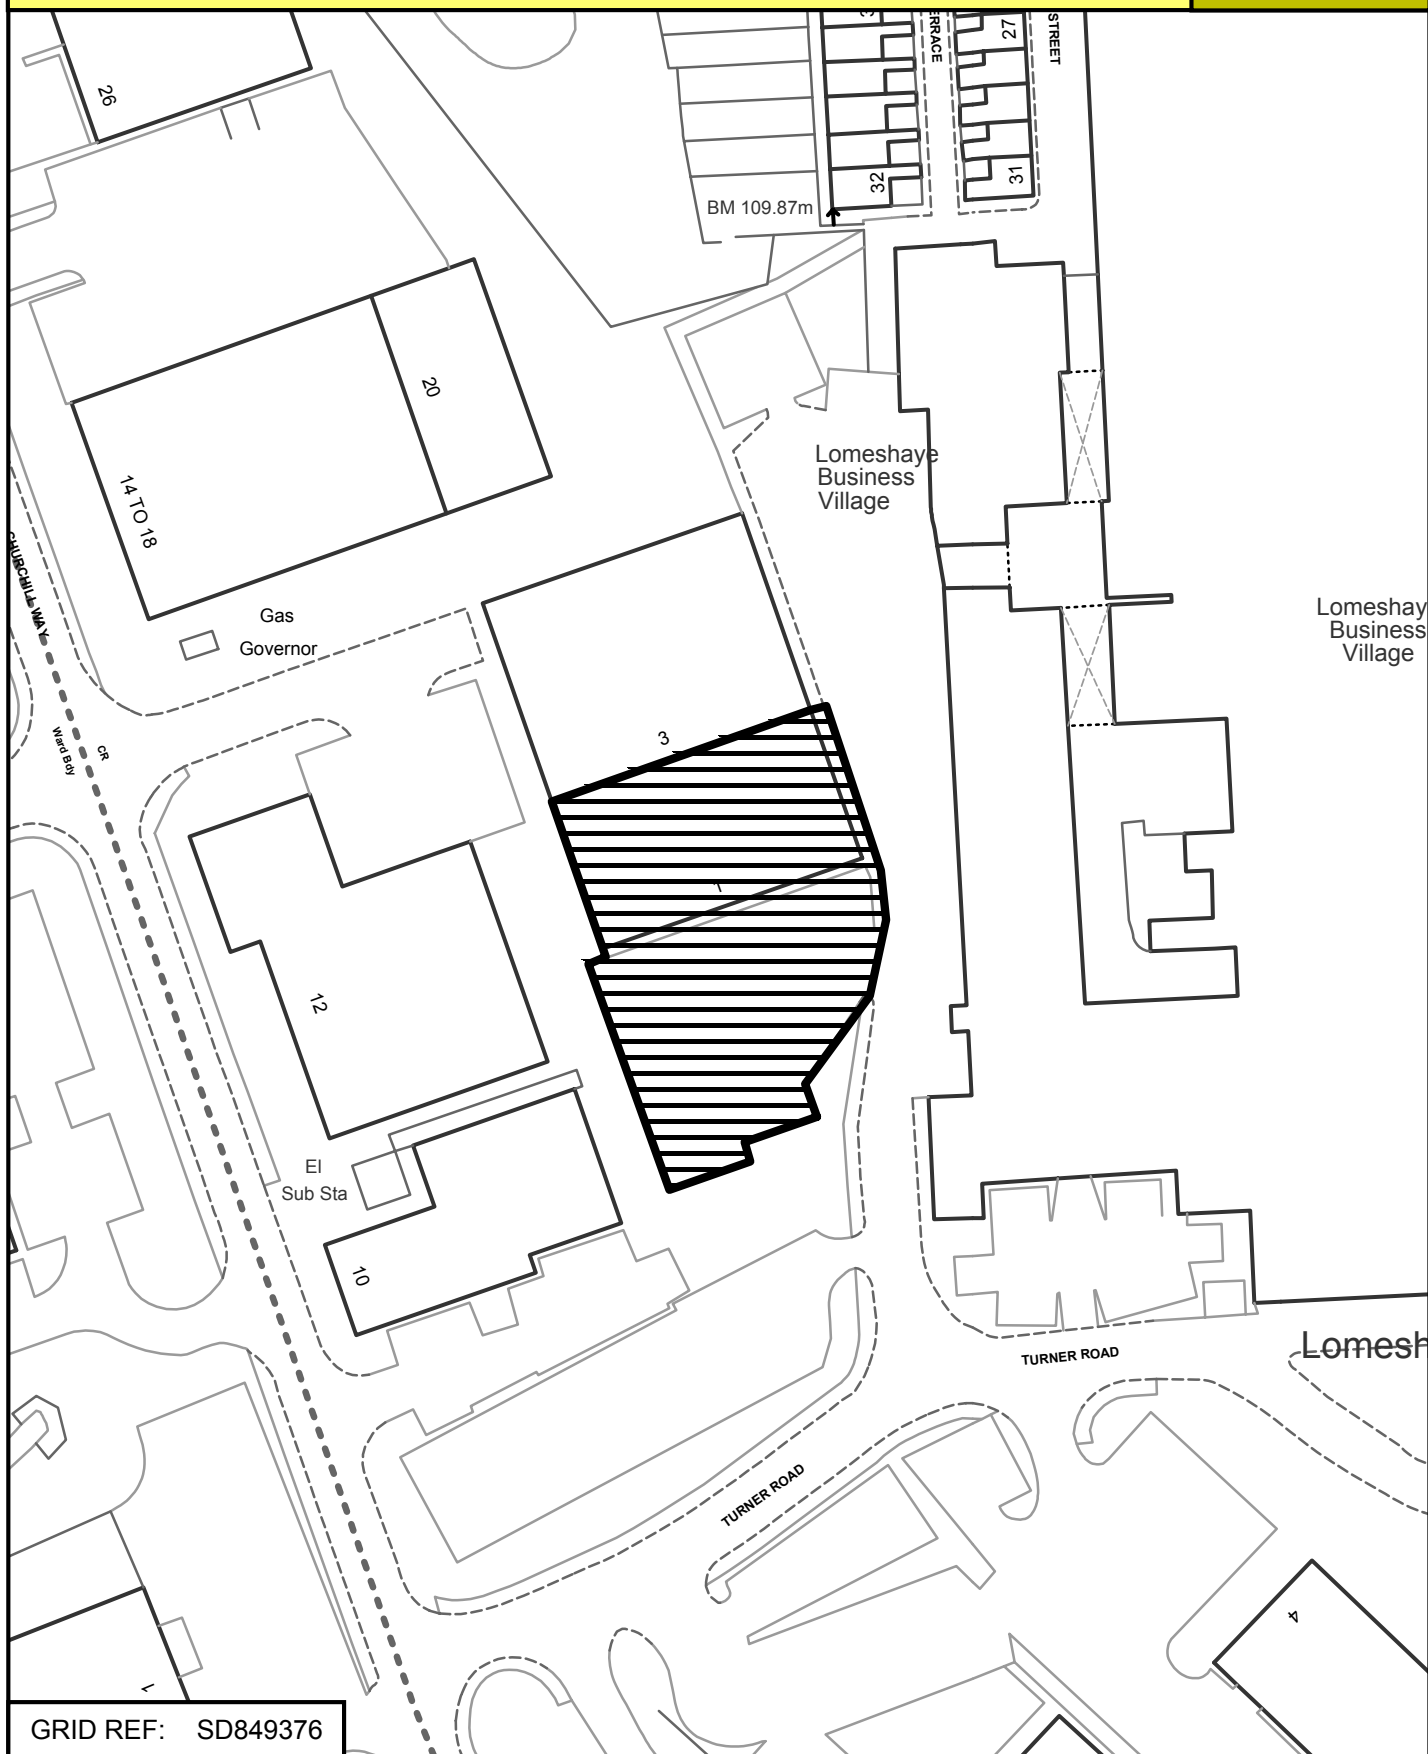 ERRACE
STREET
27
26
32
31
BM 109.87m
20
Lomeshaye
Business
Village
14 TO 18
CHURCHILL WAY
Gas
Governor
Lomeshay
Business
Village
3
CR
Ward Bdy
1
12
El
Sub Sta
10
TURNER ROAD
Lomesh
TURNER ROAD
4
1
GRID REF: SD849376